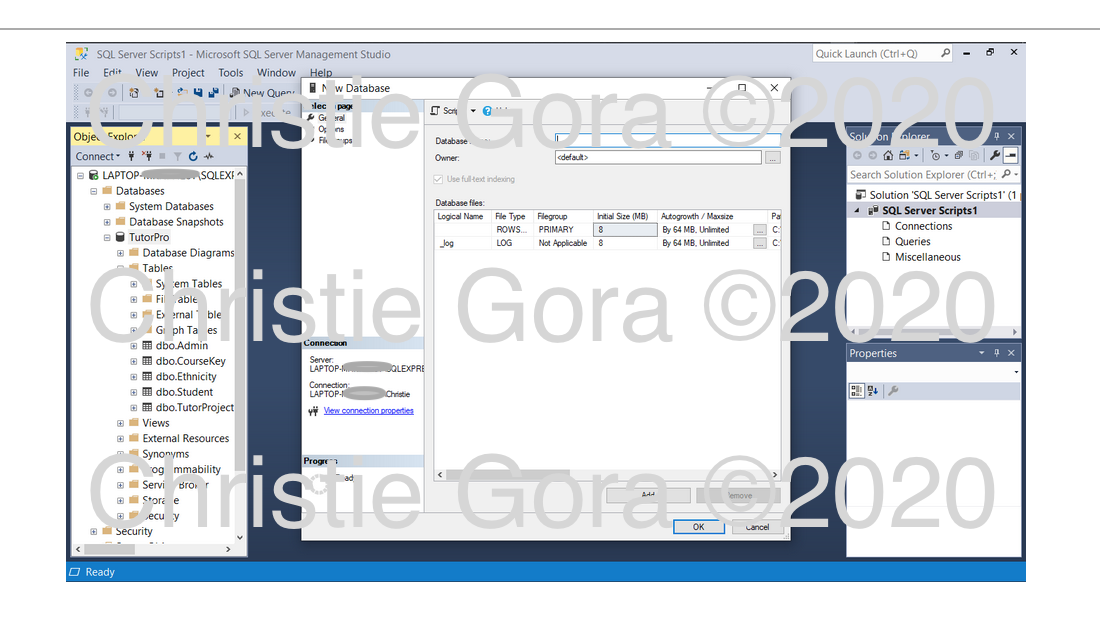 SQL Server Scripts1 - Microsoft SQL Server Management Studio
Quick Launch (Ctrl+Q)
File Edit View Project Tools Window Help
New Query
Object Explorer
Connect
LAPTOP-
\SQLEXP
Databases
System Databases
Database Snapshots
TutorPro
Database Diagrams
Tables
System Tables
FileTables
External Tables
Graph Tables
dbo.Admin
dbo.CourseKey
dbo.Ethnicity
dbo.Student
dbo.TutorProject
Views
External Resources
Synonyms
Programmability
Service Broker
Storage
Security
Security
New Database
Select a page
General
Options
Filegroups
Connection
Server:
LAPTOP-
SQLEXPRE
Connection:
LAPTOP-
Christie
View connection properties
Progress
Ready
Script
Help
Database name:
Owner: <default> ...
Use full-text indexing
Database files:
Logical Name File Type Filegroup Initial Size (MB) Autogrowth / Maxsize Pa
ROWS... PRIMARY 8 By 64 MB, Unlimited ... C:\
_log LOG Not Applicable 8 By 64 MB, Unlimited ... C:\
Add Remove
OK Cancel
Solution Explorer
Search Solution Explorer (Ctrl+;
Solution 'SQL Server Scripts1' (1
SQL Server Scripts1
Connections
Queries
Miscellaneous
Properties
Ready
Christie Gora ©2020
Christie Gora ©2020
Christie Gora ©2020